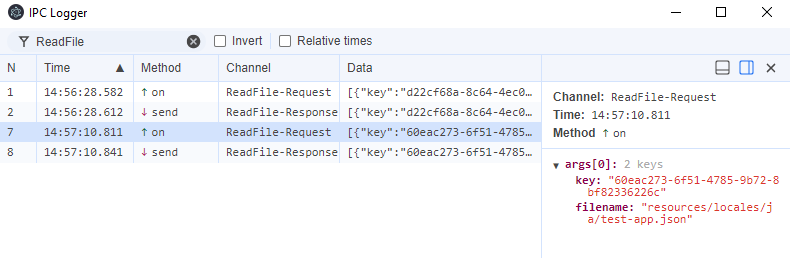 IPC Logger
ReadFile Invert Relative times
N Time ▲ Method Channel Data
1 14:56:28.582 ↑ on ReadFile-Request [{"key":"d22cf68a-8c64-4ec0…
2 14:56:28.612 ↓ send ReadFile-Response [{"key":"d22cf68a-8c64-4ec0…
7 14:57:10.811 ↑ on ReadFile-Request [{"key":"60eac273-6f51-4785…
8 14:57:10.841 ↓ send ReadFile-Response [{"key":"60eac273-6f51-4785…
Channel: ReadFile-Request
Time: 14:57:10.811
Method ↑ on
▼ args[0]: 2 keys
key: "60eac273-6f51-4785-9b72-8
bf82336226c"
filename: "resources/locales/j
a/test-app.json"